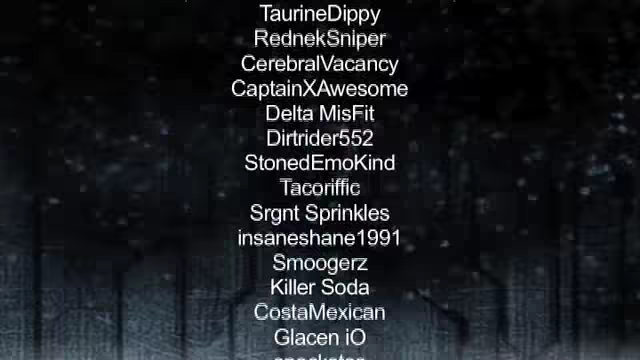 TaurineDippy
RednekSniper
CerebralVacancy
CaptainXAwesome
Delta MisFit
Dirtrider552
StonedEmoKind
Tacoriffic
Srgnt Sprinkles
insaneshane1991
Smoogerz
Killer Soda
CostaMexican
Glacen iO